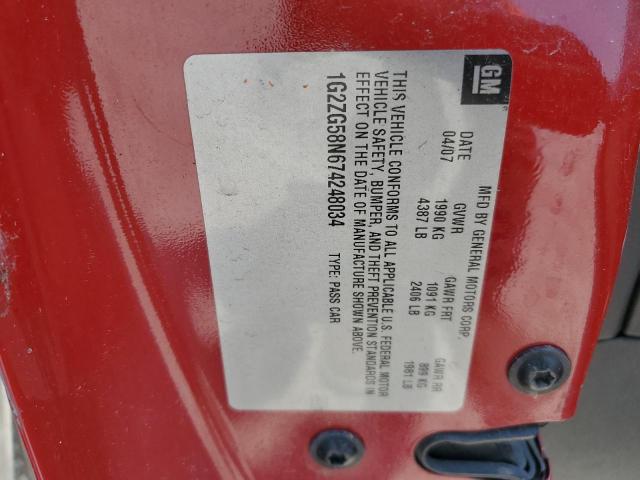 GM
MFD BY GENERAL MOTORS CORP.
DATE GVWR GAWR FRT GAWR RR
04/07 1990 KG 1091 KG 899 KG
4387 LB 2406 LB 1981 LB
THIS VEHICLE CONFORMS TO ALL APPLICABLE U.S. FEDERAL MOTOR
VEHICLE SAFETY, BUMPER, AND THEFT PREVENTION STANDARDS IN
EFFECT ON THE DATE OF MANUFACTURE SHOWN ABOVE.
1G2ZG58N674248034 TYPE: PASS CAR